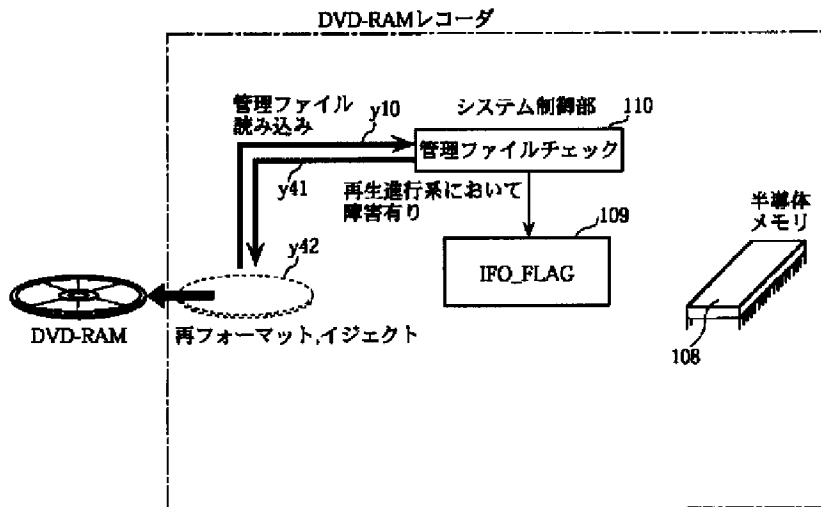 DVD-RAMレコーダ
管理ファイル
読み込み
y10
システム制御部
110
管理ファイルチェック
y41
再生進行系において
障害有り
109
半導体
メモリ
y42
IFO_FLAG
DVD-RAM
再フォーマット,イジェクト
108